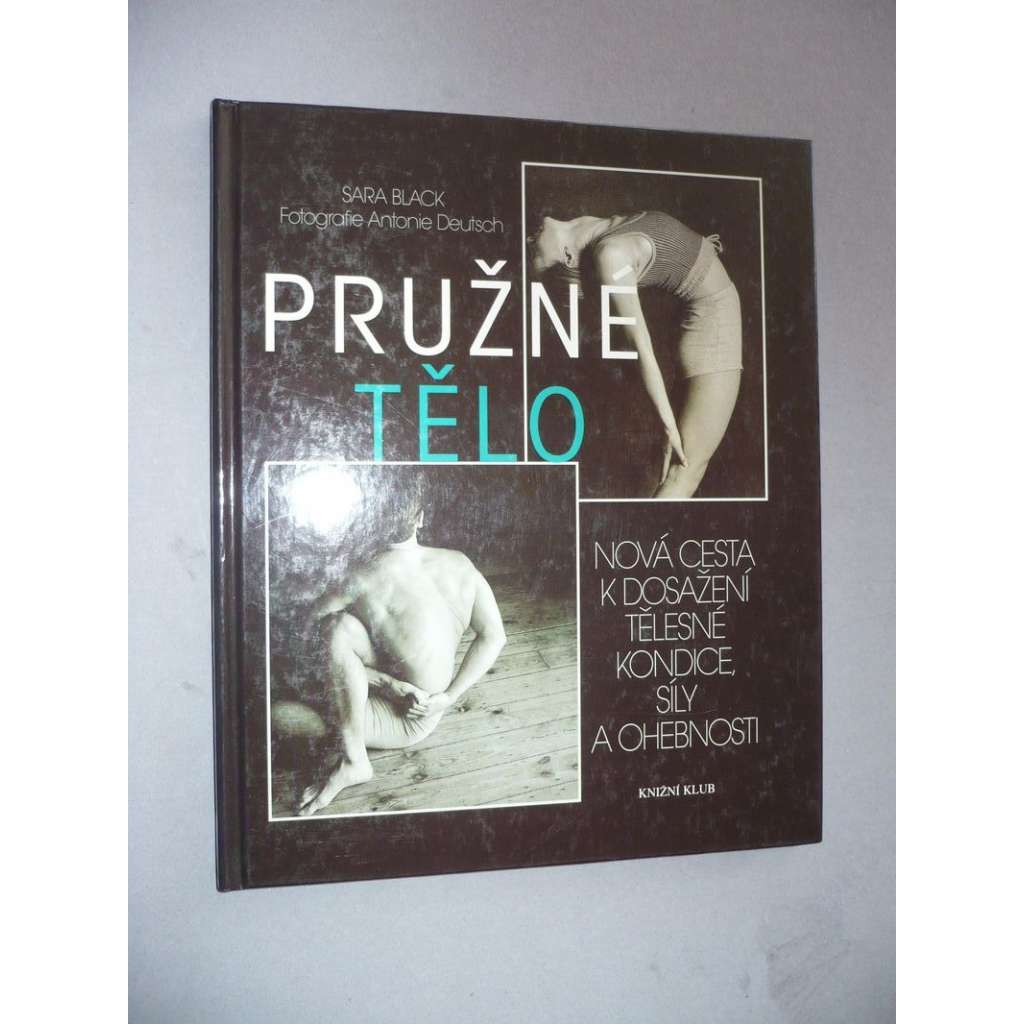 SARA BLACK
Fotografie Antonie Deutsch
PRUŽNÉ
TĚLO
NOVÁ CESTA
K DOSAŽENÍ
TĚLESNÉ
KONDICE,
SÍLY
A OHEBNOSTI
KNIŽNÍ KLUB